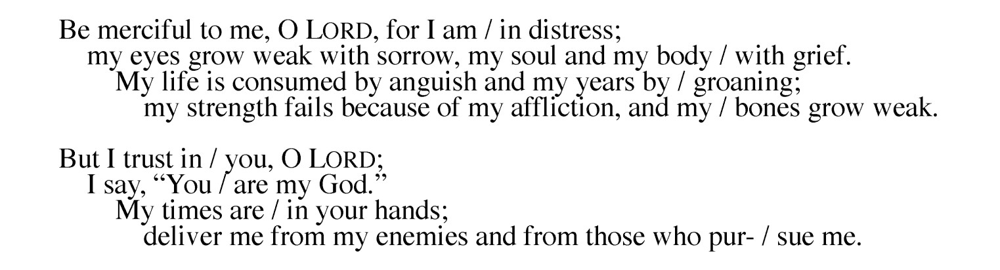 Be merciful to me, O LORD, for I am / in distress;
my eyes grow weak with sorrow, my soul and my body / with grief.
My life is consumed by anguish and my years by / groaning;
my strength fails because of my affliction, and my / bones grow weak.
But I trust in / you, O LORD;
I say, “You / are my God.”
My times are / in your hands;
deliver me from my enemies and from those who pur- / sue me.